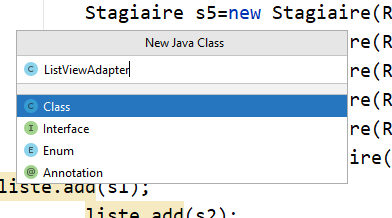 Stagiaire s5=new Stagiaire(R
New Java Class
re(R
C ListViewAdapter
re(R
C Class
re(R
I Interface
re(R
E Enum
ire(
@ Annotation
liste.add(s1);
liste.add(s2);